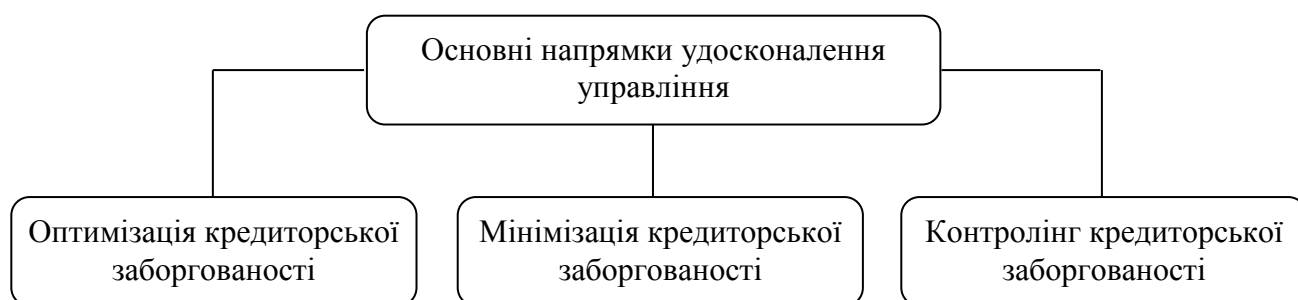 Основні напрямки удосконалення
управління
Оптимізація кредиторської
заборгованості
Мінімізація кредиторської
заборгованості
Контролінг кредиторської
заборгованості